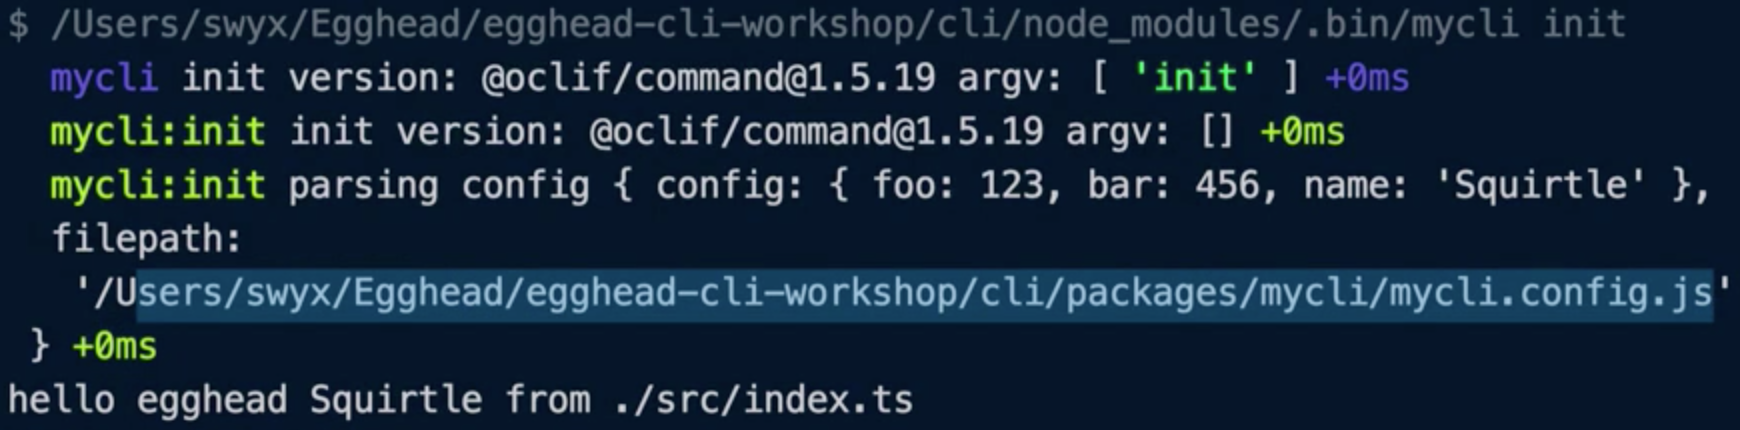 $ /Users/swyx/Egghead/egghead-cli-workshop/cli/node_modules/.bin/mycli init
mycli init version: @oclif/command@1.5.19 argv: [ 'init' ] +0ms
mycli:init init version: @oclif/command@1.5.19 argv: [] +0ms
mycli:init parsing config { config: { foo: 123, bar: 456, name: 'Squirtle' },
filepath:
'/Users/swyx/Egghead/egghead-cli-workshop/cli/packages/mycli/mycli.config.js'
} +0ms
hello egghead Squirtle from ./src/index.ts